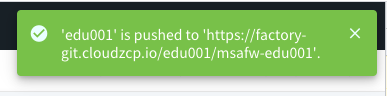 'edu001' is pushed to 'https://factory-
git.cloudzcp.io/edu001/msafw-edu001'.